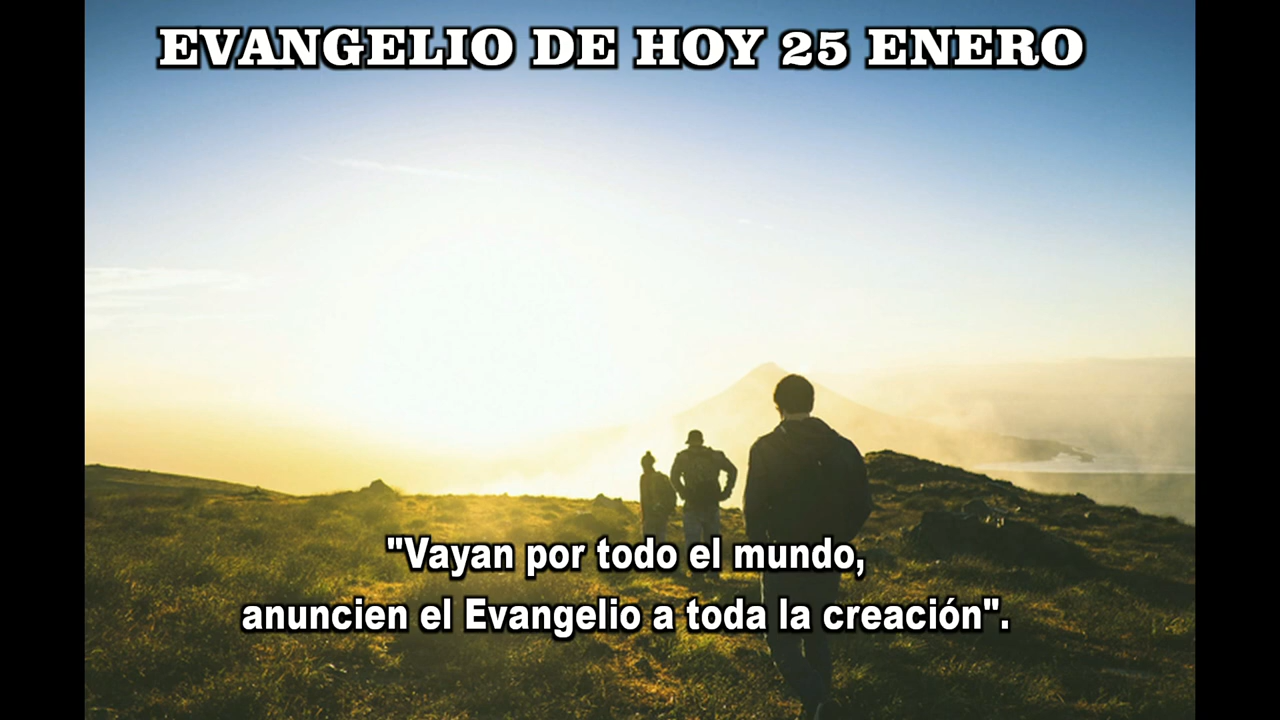 EVANGELIO DE HOY 25 ENERO
"Vayan por todo el mundo,
anuncien el Evangelio a toda la creación".